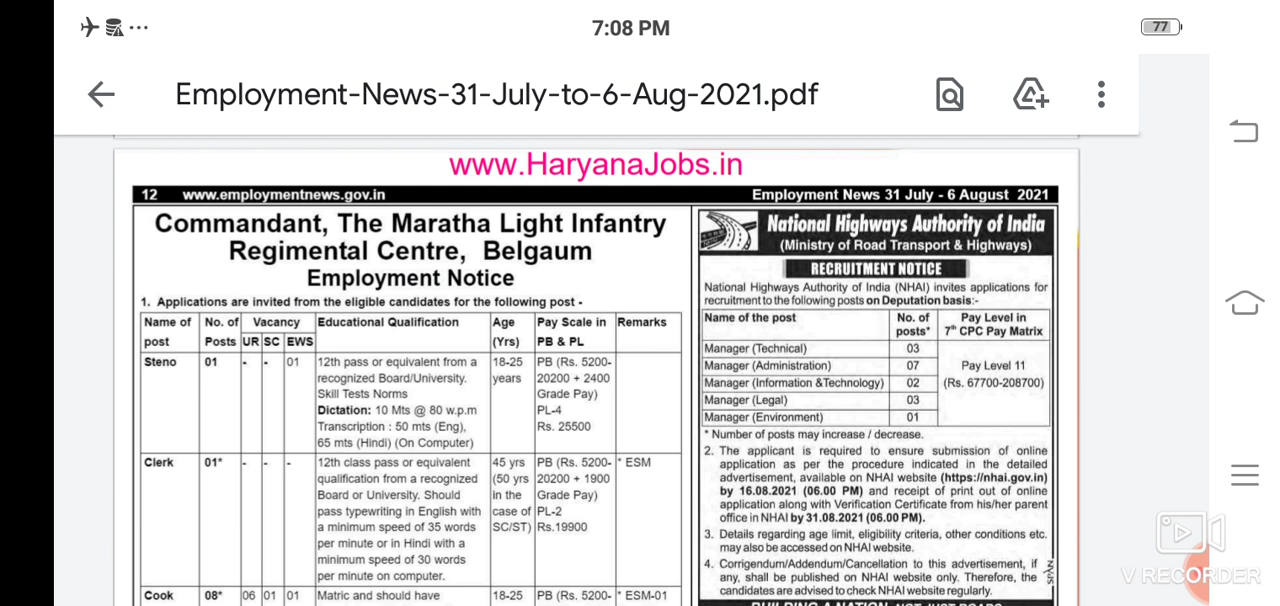 7:08 PM
77
Employment-News-31-July-to-6-Aug-2021.pdf
www.HaryanaJobs.in
12 www.employmentnews.gov.in
Employment News 31 July - 6 August 2021
Commandant, The Maratha Light Infantry
Regimental Centre, Belgaum
Employment Notice
1. Applications are invited from the eligible candidates for the following post -
Name of No. of Vacancy Educational Qualification Age Pay Scale in Remarks
post Posts UR SC EWS (Yrs) PB & PL
Steno 01 - - 01 12th pass or equivalent from a 18-25 PB (Rs. 5200-
recognized Board/University. years 20200 + 2400
Skill Tests Norms Grade Pay)
Dictation: 10 Mts @ 80 w.p.m PL-4
Transcription : 50 mts (Eng), Rs. 25500
65 mts (Hindi) (On Computer)
Clerk 01* - - - 12th class pass or equivalent 45 yrs PB (Rs. 5200- * ESM
qualification from a recognized (50 yrs 20200 + 1900
Board or University. Should in the Grade Pay)
pass typewriting in English with case of PL-2
a minimum speed of 35 words SC/ST) Rs.19900
per minute or in Hindi with a
minimum speed of 30 words
per minute on computer.
Cook 08* 06 01 01 Matric and should have 18-25 PB (Rs. 5200- * ESM-01
National Highways Authority of India
(Ministry of Road Transport & Highways)
RECRUITMENT NOTICE
National Highways Authority of India (NHAI) invites applications for
recruitment to the following posts on Deputation basis:-
Name of the post No. of Pay Level in
posts* 7th CPC Pay Matrix
Manager (Technical) 03
Manager (Administration) 07 Pay Level 11
Manager (Information &Technology) 02 (Rs. 67700-208700)
Manager (Legal) 03
Manager (Environment) 01
* Number of posts may increase / decrease.
2. The applicant is required to ensure submission of online
application as per the procedure indicated in the detailed
advertisement, available on NHAI website (https://nhai.gov.in)
by 16.08.2021 (06.00 PM) and receipt of print out of online
application along with Verification Certificate from his/her parent
office in NHAI by 31.08.2021 (06.00 PM).
3. Details regarding age limit, eligibility criteria, other conditions etc.
may also be accessed on NHAI website.
4. Corrigendum/Addendum/Cancellation to this advertisement, if
any, shall be published on NHAI website only. Therefore, the
candidates are advised to check NHAI website regularly.
SPAN
BUILDING A NATION, NOT JUST ROADS
V RECORDER